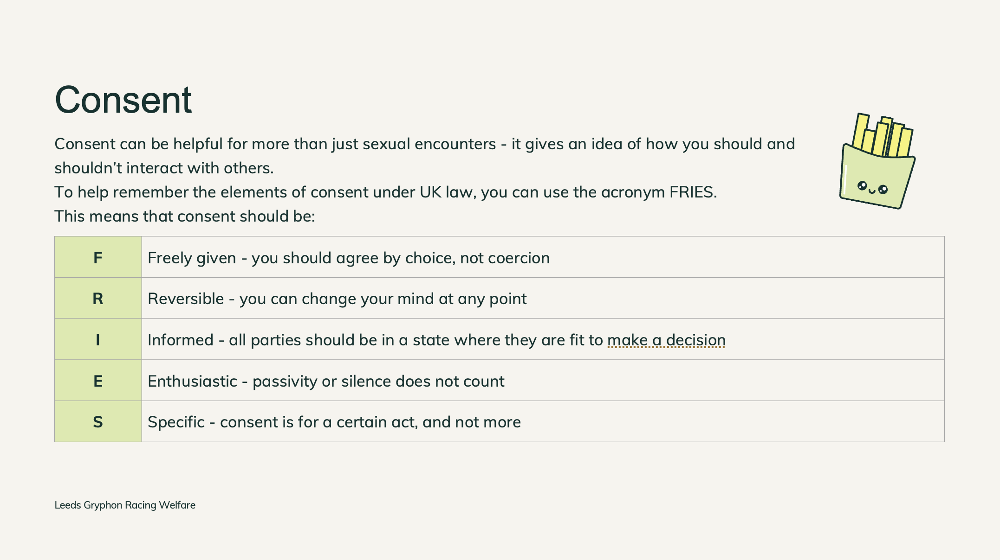 Consent
Consent can be helpful for more than just sexual encounters - it gives an idea of how you should and
shouldn’t interact with others.
To help remember the elements of consent under UK law, you can use the acronym FRIES.
This means that consent should be:
F Freely given - you should agree by choice, not coercion
R Reversible - you can change your mind at any point
I Informed - all parties should be in a state where they are fit to make a decision
E Enthusiastic - passivity or silence does not count
S Specific - consent is for a certain act, and not more
Leeds Gryphon Racing Welfare